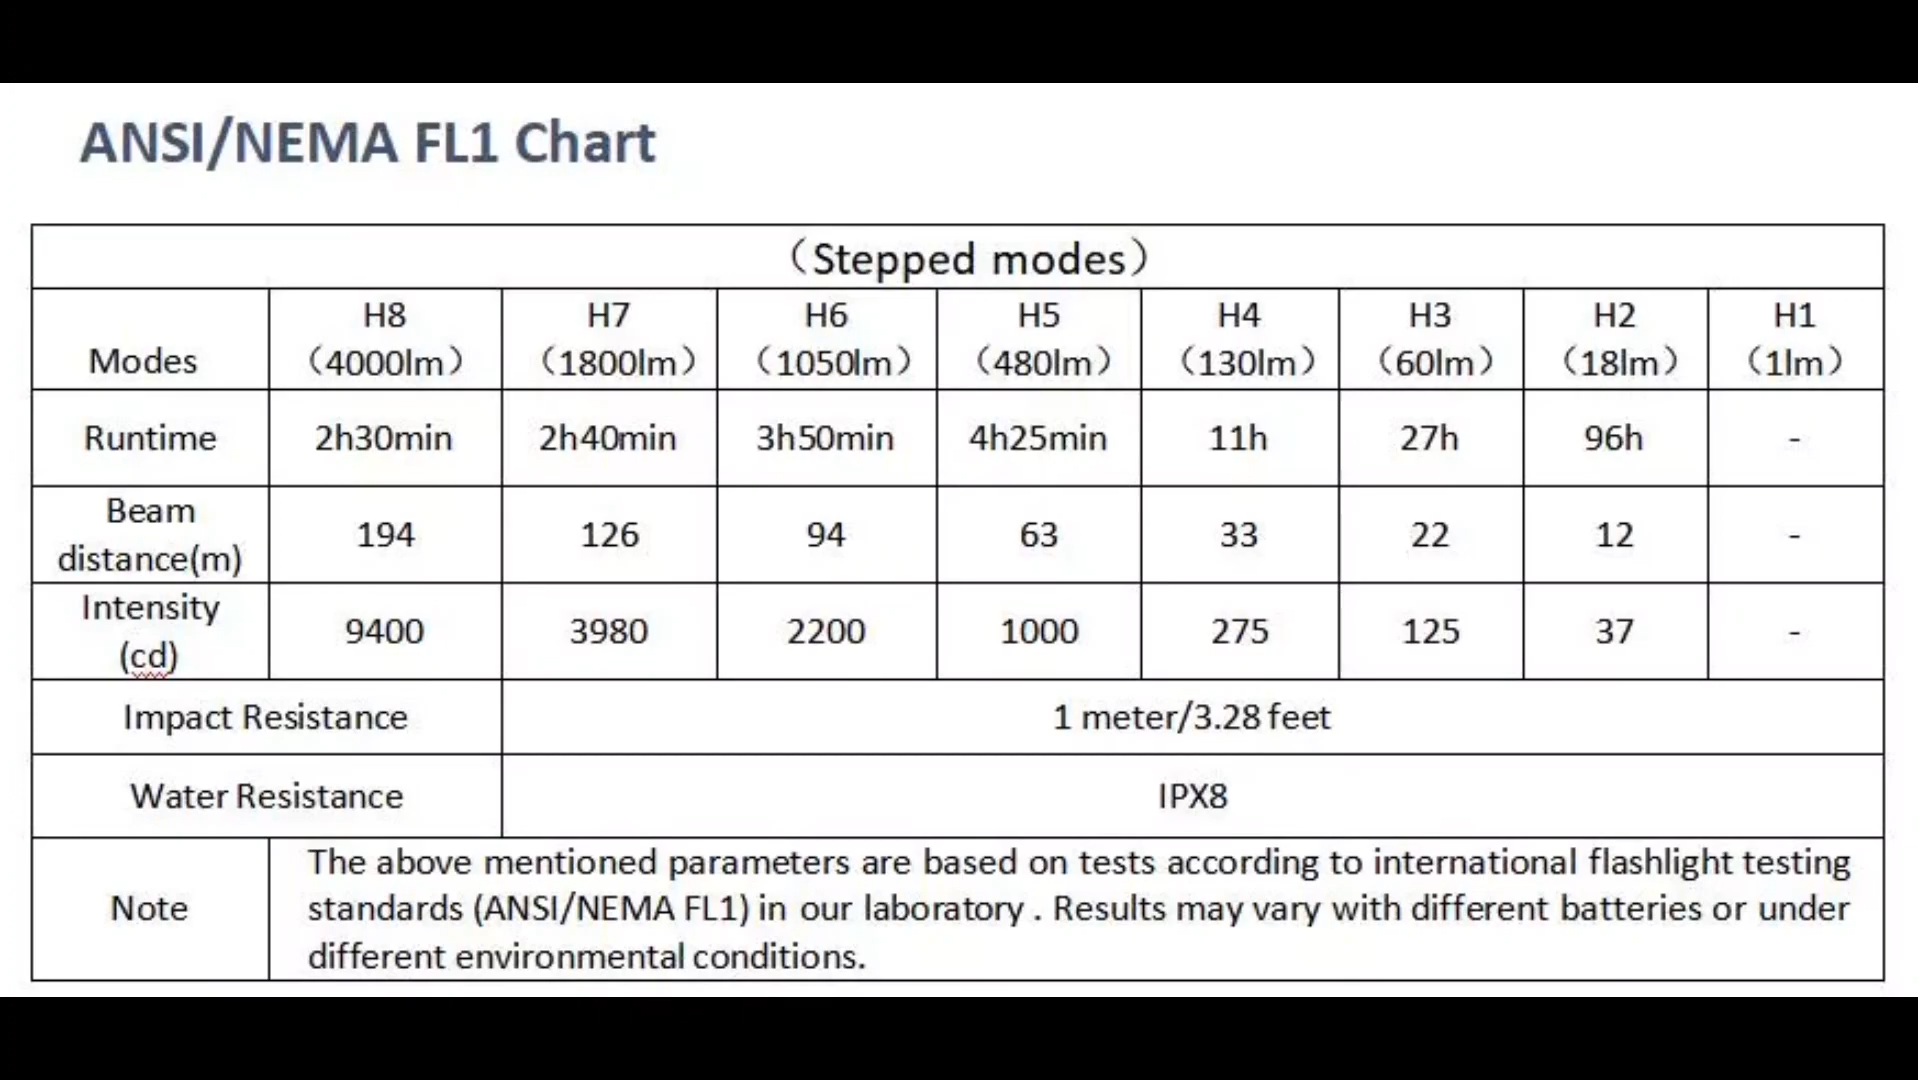 ANSI/NEMA FL1 Chart
（Stepped modes）
Modes
H8
（4000lm）
H7
（1800lm）
H6
（1050lm）
H5
（480lm）
H4
（130lm）
H3
（60lm）
H2
（18lm）
H1
（1lm）
Runtime
2h30min
2h40min
3h50min
4h25min
11h
27h
96h
-
Beam
distance(m)
194
126
94
63
33
22
12
-
Intensity
(cd)
9400
3980
2200
1000
275
125
37
-
Impact Resistance
1 meter/3.28 feet
Water Resistance
IPX8
Note
The above mentioned parameters are based on tests according to international flashlight testing
standards (ANSI/NEMA FL1) in our laboratory . Results may vary with different batteries or under
different environmental conditions.